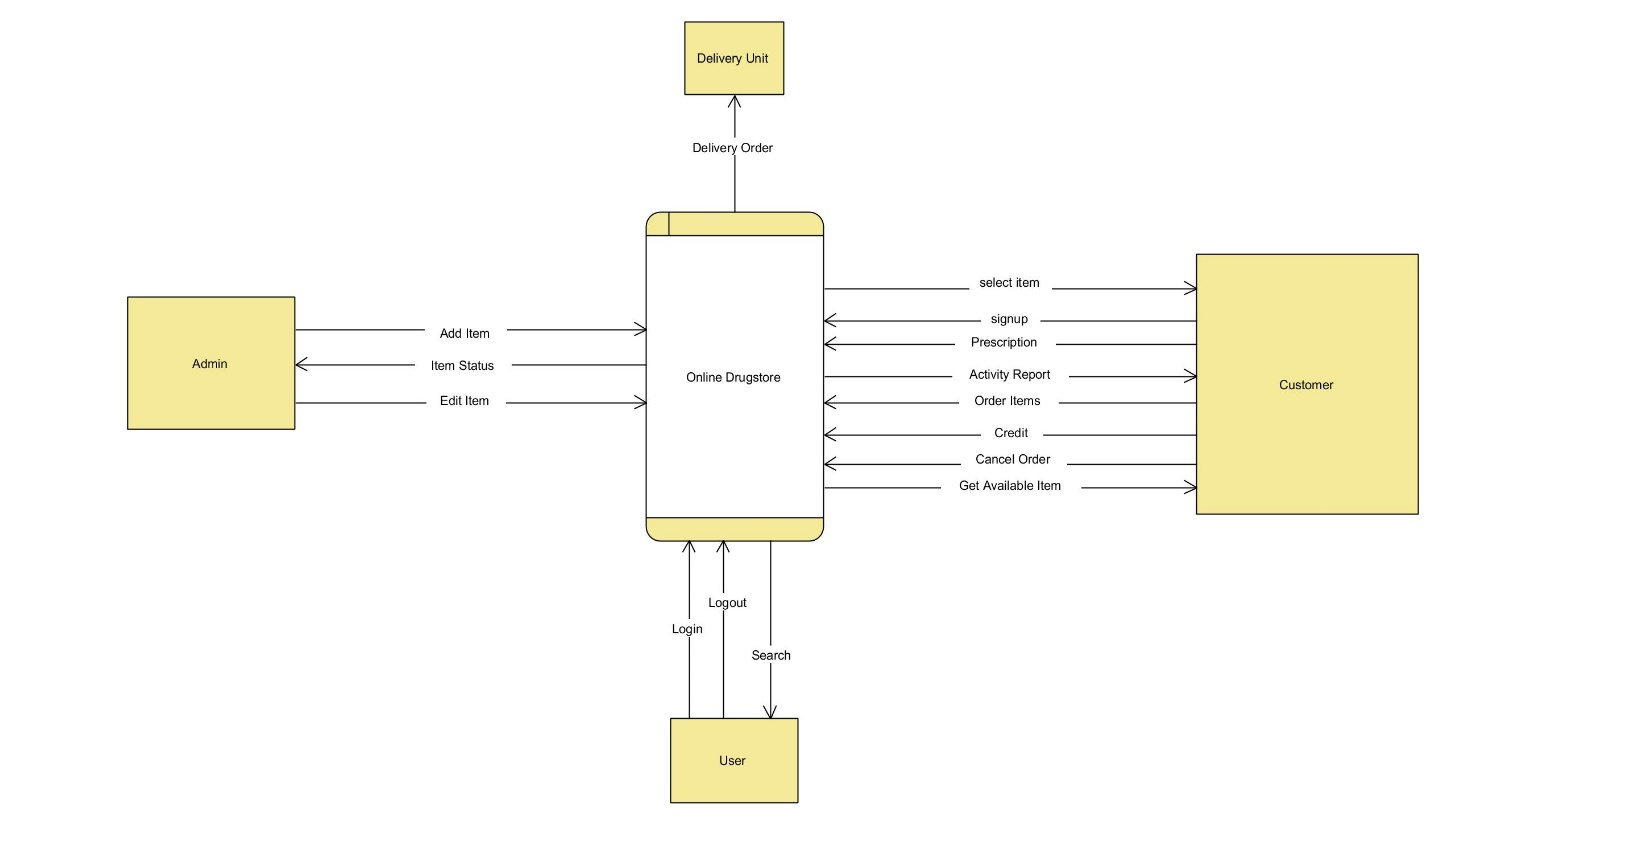 Delivery Unit
Delivery Order
Admin
Add Item
Item Status
Edit Item
Online Drugstore
select item
signup
Prescription
Activity Report
Order Items
Credit
Cancel Order
Get Available Item
Customer
Logout
Login
Search
User